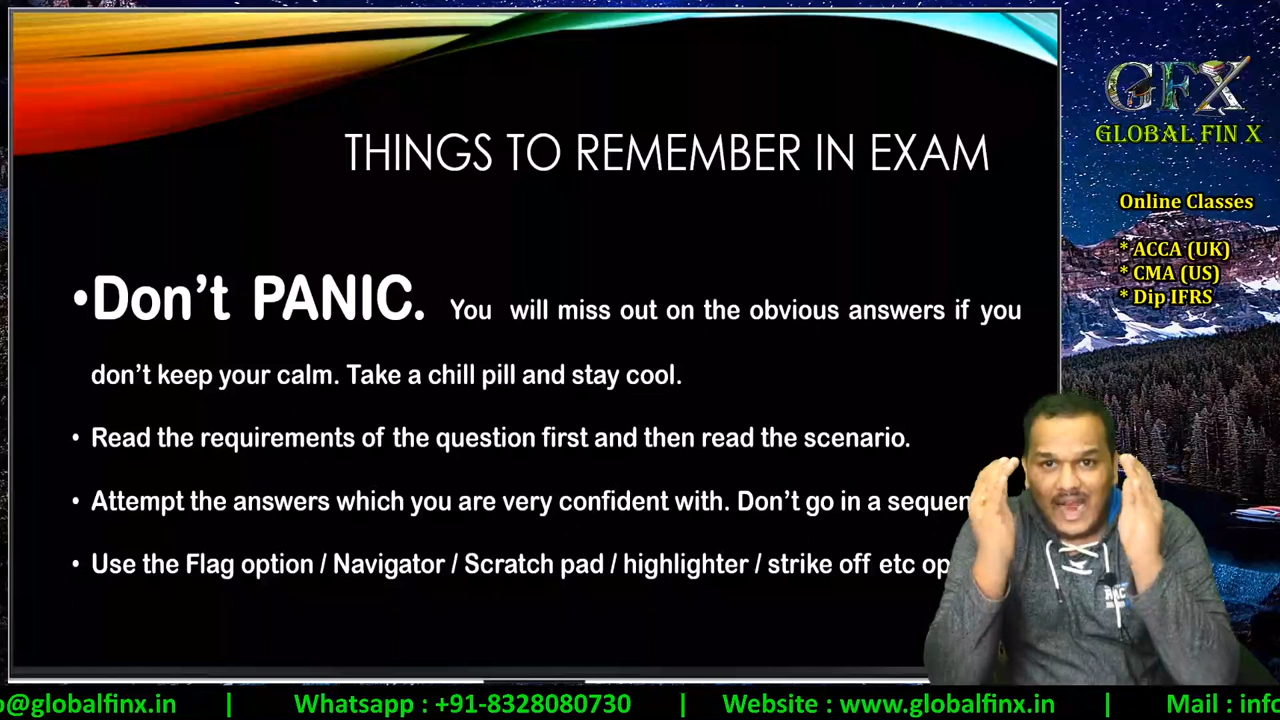 GFX
GLOBAL FIN X
THINGS TO REMEMBER IN EXAM
Online Classes
* ACCA (UK)
* CMA (US)
* Dip IFRS
•Don’t PANIC. You will miss out on the obvious answers if you
don’t keep your calm. Take a chill pill and stay cool.
• Read the requirements of the question first and then read the scenario.
• Attempt the answers which you are very confident with. Don’t go in a sequen
• Use the Flag option / Navigator / Scratch pad / highlighter / strike off etc op
o@globalfinx.in | Whatsapp : +91-8328080730 | Website : www.globalfinx.in | Mail : info